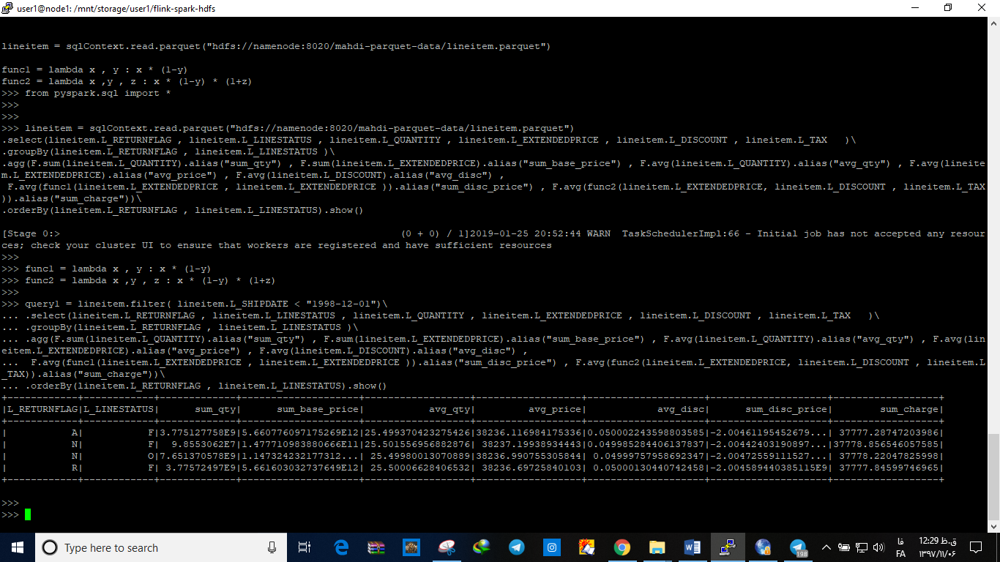 user1@node1: /mnt/storage/user1/flink-spark-hdfs
lineitem = sqlContext.read.parquet("hdfs://namenode:8020/mahdi-parquet-data/lineitem.parquet")
func1 = lambda x , y : x * (1-y)
func2 = lambda x ,y , z : x * (1-y) * (1+z)
>>> from pyspark.sql import *
>>>
>>>
>>> lineitem = sqlContext.read.parquet("hdfs://namenode:8020/mahdi-parquet-data/lineitem.parquet")
.select(lineitem.L_RETURNFLAG , lineitem.L_LINESTATUS , lineitem.L_QUANTITY , lineitem.L_EXTENDEDPRICE , lineitem.L_DISCOUNT , lineitem.L_TAX   )\
.groupBy(lineitem.L_RETURNFLAG , lineitem.L_LINESTATUS )\
.agg(F.sum(lineitem.L_QUANTITY).alias("sum_qty") , F.sum(lineitem.L_EXTENDEDPRICE).alias("sum_base_price") , F.avg(lineitem.L_QUANTITY).alias("avg_qty") , F.avg(lineite
m.L_EXTENDEDPRICE).alias("avg_price") , F.avg(lineitem.L_DISCOUNT).alias("avg_disc") ,
 F.avg(func1(lineitem.L_EXTENDEDPRICE , lineitem.L_EXTENDEDPRICE )).alias("sum_disc_price") , F.avg(func2(lineitem.L_EXTENDEDPRICE, lineitem.L_DISCOUNT , lineitem.L_TAX
)).alias("sum_charge"))\
.orderBy(lineitem.L_RETURNFLAG , lineitem.L_LINESTATUS).show()
[Stage 0:> (0 + 0) / 1]2019-01-25 20:52:44 WARN  TaskSchedulerImpl:66 - Initial job has not accepted any resour
ces; check your cluster UI to ensure that workers are registered and have sufficient resources
>>>
>>> func1 = lambda x , y : x * (1-y)
>>> func2 = lambda x ,y , z : x * (1-y) * (1+z)
>>>
>>> query1 = lineitem.filter( lineitem.L_SHIPDATE < "1998-12-01")\
... .select(lineitem.L_RETURNFLAG , lineitem.L_LINESTATUS , lineitem.L_QUANTITY , lineitem.L_EXTENDEDPRICE , lineitem.L_DISCOUNT , lineitem.L_TAX   )\
... .groupBy(lineitem.L_RETURNFLAG , lineitem.L_LINESTATUS )\
... .agg(F.sum(lineitem.L_QUANTITY).alias("sum_qty") , F.sum(lineitem.L_EXTENDEDPRICE).alias("sum_base_price") , F.avg(lineitem.L_QUANTITY).alias("avg_qty") , F.avg(lin
eitem.L_EXTENDEDPRICE).alias("avg_price") , F.avg(lineitem.L_DISCOUNT).alias("avg_disc") ,
...  F.avg(func1(lineitem.L_EXTENDEDPRICE , lineitem.L_EXTENDEDPRICE )).alias("sum_disc_price") , F.avg(func2(lineitem.L_EXTENDEDPRICE, lineitem.L_DISCOUNT , lineitem.L
_TAX)).alias("sum_charge"))\
... .orderBy(lineitem.L_RETURNFLAG , lineitem.L_LINESTATUS).show()
+------------+------------+-------------+--------------------+------------------+------------------+--------------------+--------------------+------------------+
|L_RETURNFLAG|L_LINESTATUS|      sum_qty|      sum_base_price|           avg_qty|         avg_price|            avg_disc|      sum_disc_price|        sum_charge|
+------------+------------+-------------+--------------------+------------------+------------------+--------------------+--------------------+------------------+
|           A|           F|3.775127758E9|5.660776097175269E12|25.499370423275426|38236.116984175336|0.050002243598803585|-2.00461195452679...| 37777.28747203986|
|           N|           F|  9.8553062E7|1.477710983880666E11|25.501556956882876| 38237.19938934443|0.049985284406137837|-2.00442403190897...|37778.856546057585|
|           N|           O|7.651370578E9|1.147324232177312...| 25.49980013070889|38236.990755305844| 0.04999757958692347|-2.00472559111527...| 37778.22047825998|
|           R|           F| 3.77572497E9|5.661603032737649E12| 25.50006628406532| 38236.69725840103| 0.05000130440742458|-2.004589440385115E9| 37777.84599746965|
+------------+------------+-------------+--------------------+------------------+------------------+--------------------+--------------------+------------------+
>>>
>>>
Type here to search
198
فا
FA
12:29 ق.ظ
۱۳۹۷/۱۱/۰۶